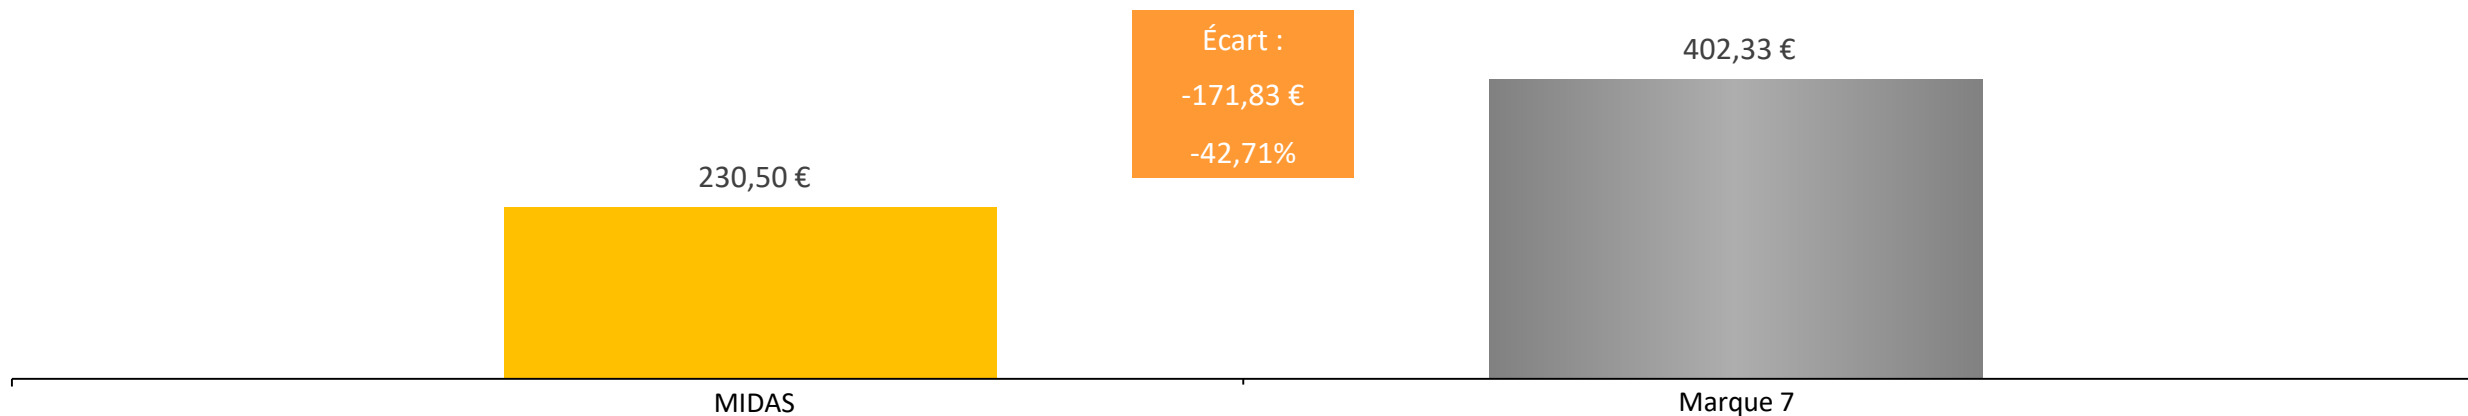 Écart :
-171,83 €
-42,71%
402,33 €
230,50 €
MIDAS
Marque 7